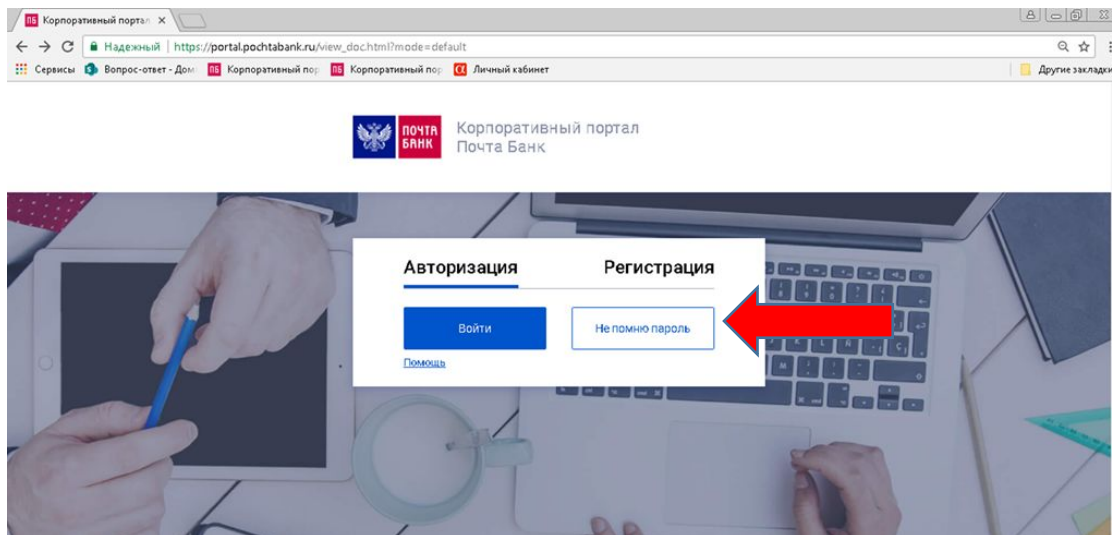 Корпоративный портал
Надежный | https://portal.pochtabank.ru/view_doc.html?mode=default
Сервисы Вопрос-ответ - Дом Корпоративный пор Корпоративный пор Личный кабинет Другие закладки
ПОЧТА
БАНК
Корпоративный портал
Почта Банк
Авторизация Регистрация
Войти Не помню пароль
Помощь